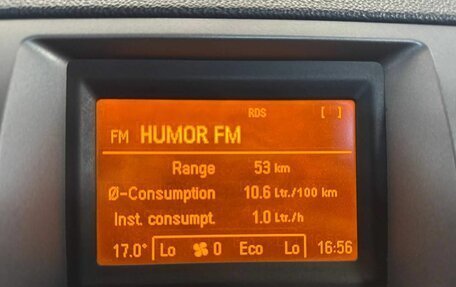 RDS [ ]
FM HUMOR FM
Range 53 km
Ø-Consumption 10.6 Ltr./100 km
Inst. consumpt. 1.0 Ltr./h
17.0° Lo 0 Eco Lo 16:56